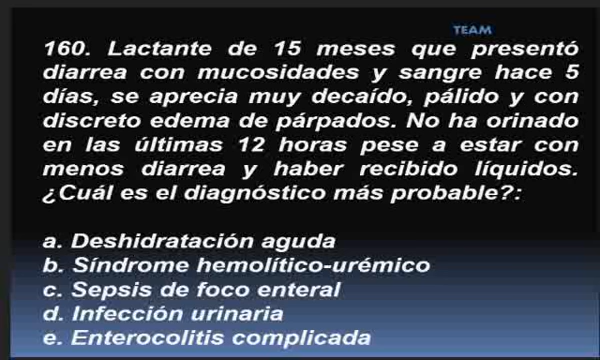 TEAM
160. Lactante de 15 meses que presentó
diarrea con mucosidades y sangre hace 5
días, se aprecia muy decaído, pálido y con
discreto edema de párpados. No ha orinado
en las últimas 12 horas pese a estar con
menos diarrea y haber recibido líquidos.
¿Cuál es el diagnóstico más probable?:
a. Deshidratación aguda
b. Síndrome hemolítico-urémico
c. Sepsis de foco enteral
d. Infección urinaria
e. Enterocolitis complicada